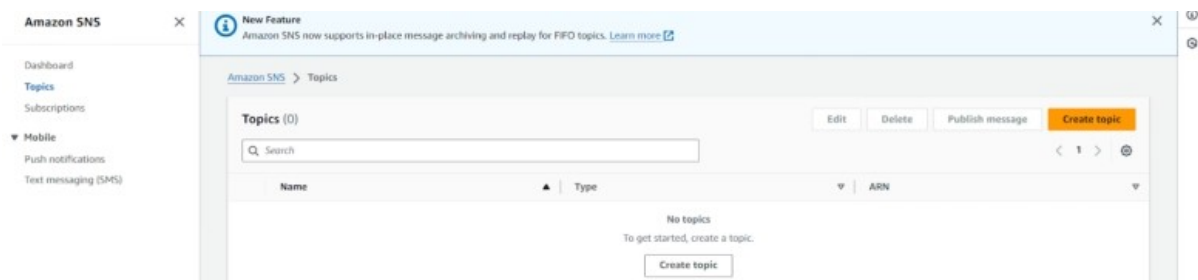 Amazon SNS
Dashboard
Topics
Subscriptions
Mobile
Push notifications
Text messaging (SMS)
New Feature
Amazon SNS now supports in-place message archiving and replay for FIFO topics. Learn more
Amazon SNS > Topics
Topics (0)
Edit Delete Publish message Create topic
Search
1
Name Type ARN
No topics
To get started, create a topic.
Create topic